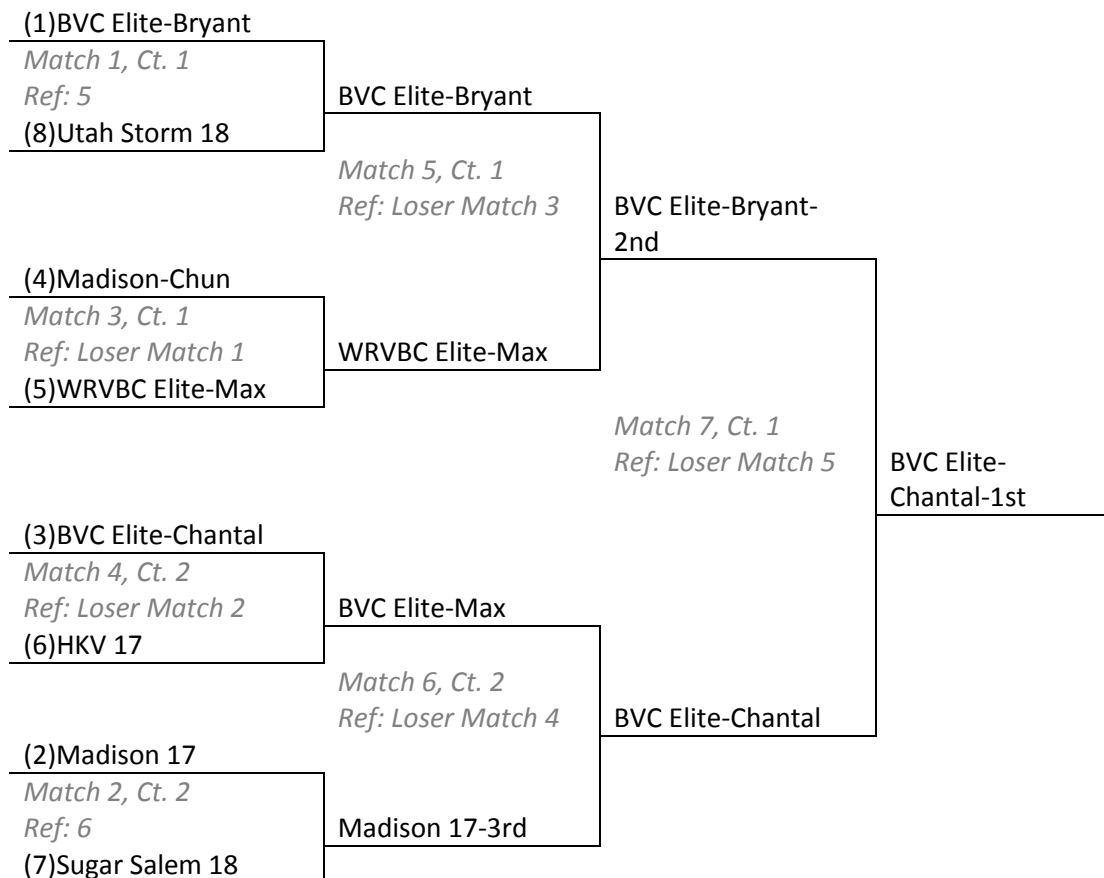 (1)BVC Elite-Bryant
Match 1, Ct. 1
Ref: 5
BVC Elite-Bryant
(8)Utah Storm 18
Match 5, Ct. 1
Ref: Loser Match 3
BVC Elite-Bryant-
2nd
(4)Madison-Chun
Match 3, Ct. 1
Ref: Loser Match 1
WRVBC Elite-Max
(5)WRVBC Elite-Max
Match 7, Ct. 1
Ref: Loser Match 5
BVC Elite-
Chantal-1st
(3)BVC Elite-Chantal
Match 4, Ct. 2
Ref: Loser Match 2
BVC Elite-Max
(6)HKV 17
Match 6, Ct. 2
Ref: Loser Match 4
BVC Elite-Chantal
(2)Madison 17
Match 2, Ct. 2
Ref: 6
Madison 17-3rd
(7)Sugar Salem 18